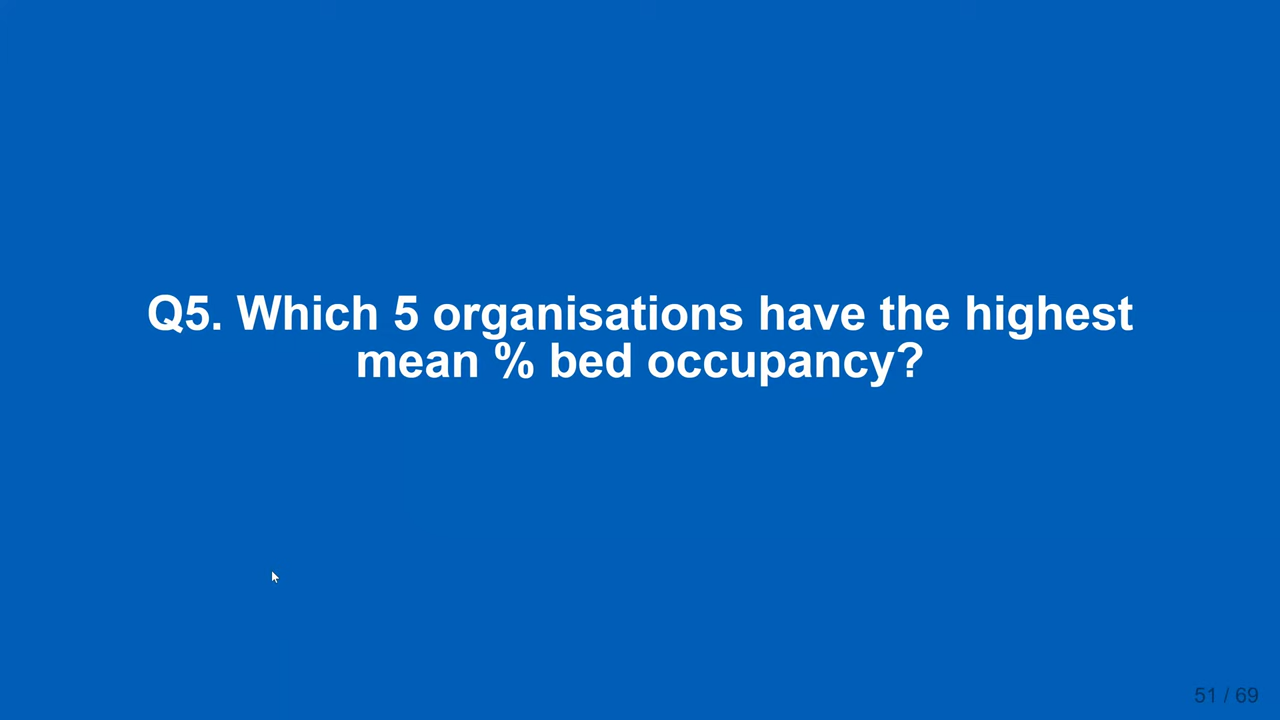 Q5. Which 5 organisations have the highest
mean % bed occupancy?
51 / 69